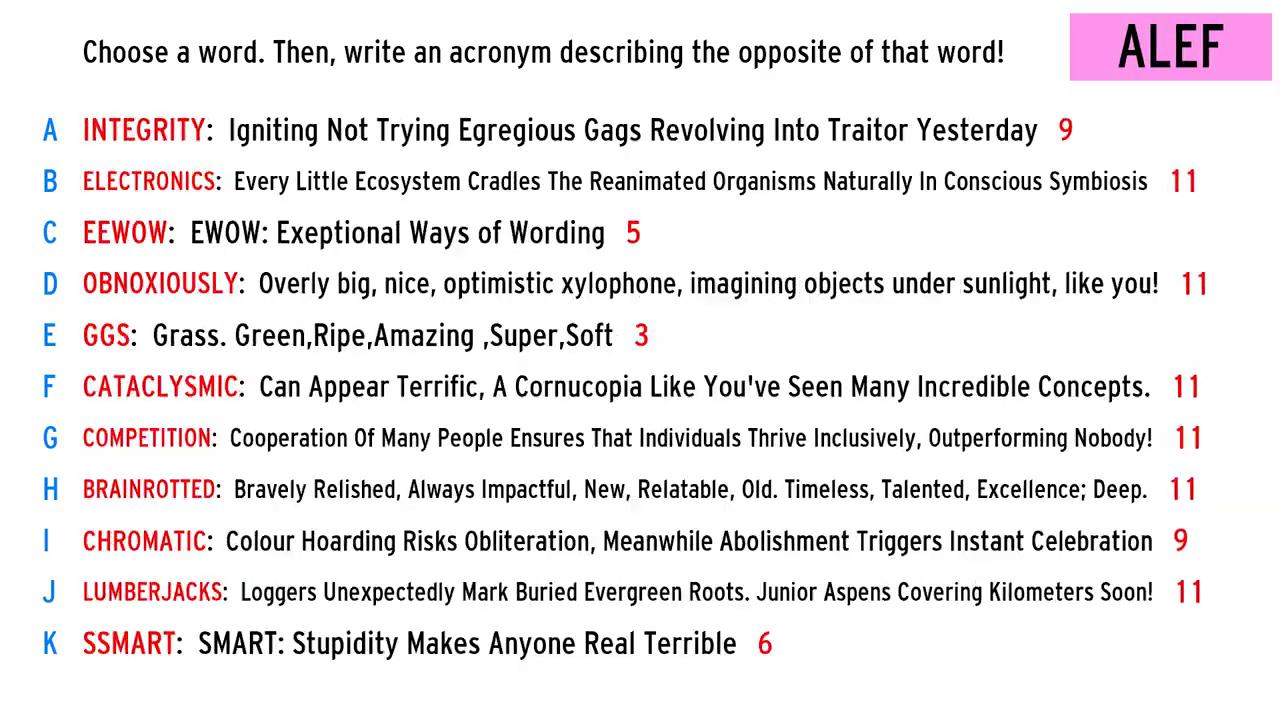 Choose a word. Then, write an acronym describing the opposite of that word!
ALEF
A INTEGRITY: Igniting Not Trying Egregious Gags Revolving Into Traitor Yesterday 9
B ELECTRONICS: Every Little Ecosystem Cradles The Reanimated Organisms Naturally In Conscious Symbiosis 11
C EEWOW: EWOW: Exeptional Ways of Wording 5
D OBNOXIOUSLY: Overly big, nice, optimistic xylophone, imagining objects under sunlight, like you! 11
E GGS: Grass. Green,Ripe,Amazing ,Super,Soft 3
F CATACLYSMIC: Can Appear Terrific, A Cornucopia Like You've Seen Many Incredible Concepts. 11
G COMPETITION: Cooperation Of Many People Ensures That Individuals Thrive Inclusively, Outperforming Nobody! 11
H BRAINROTTED: Bravely Relished, Always Impactful, New, Relatable, Old. Timeless, Talented, Excellence; Deep. 11
I CHROMATIC: Colour Hoarding Risks Obliteration, Meanwhile Abolishment Triggers Instant Celebration 9
J LUMBERJACKS: Loggers Unexpectedly Mark Buried Evergreen Roots. Junior Aspens Covering Kilometers Soon! 11
K SSMART: SMART: Stupidity Makes Anyone Real Terrible 6